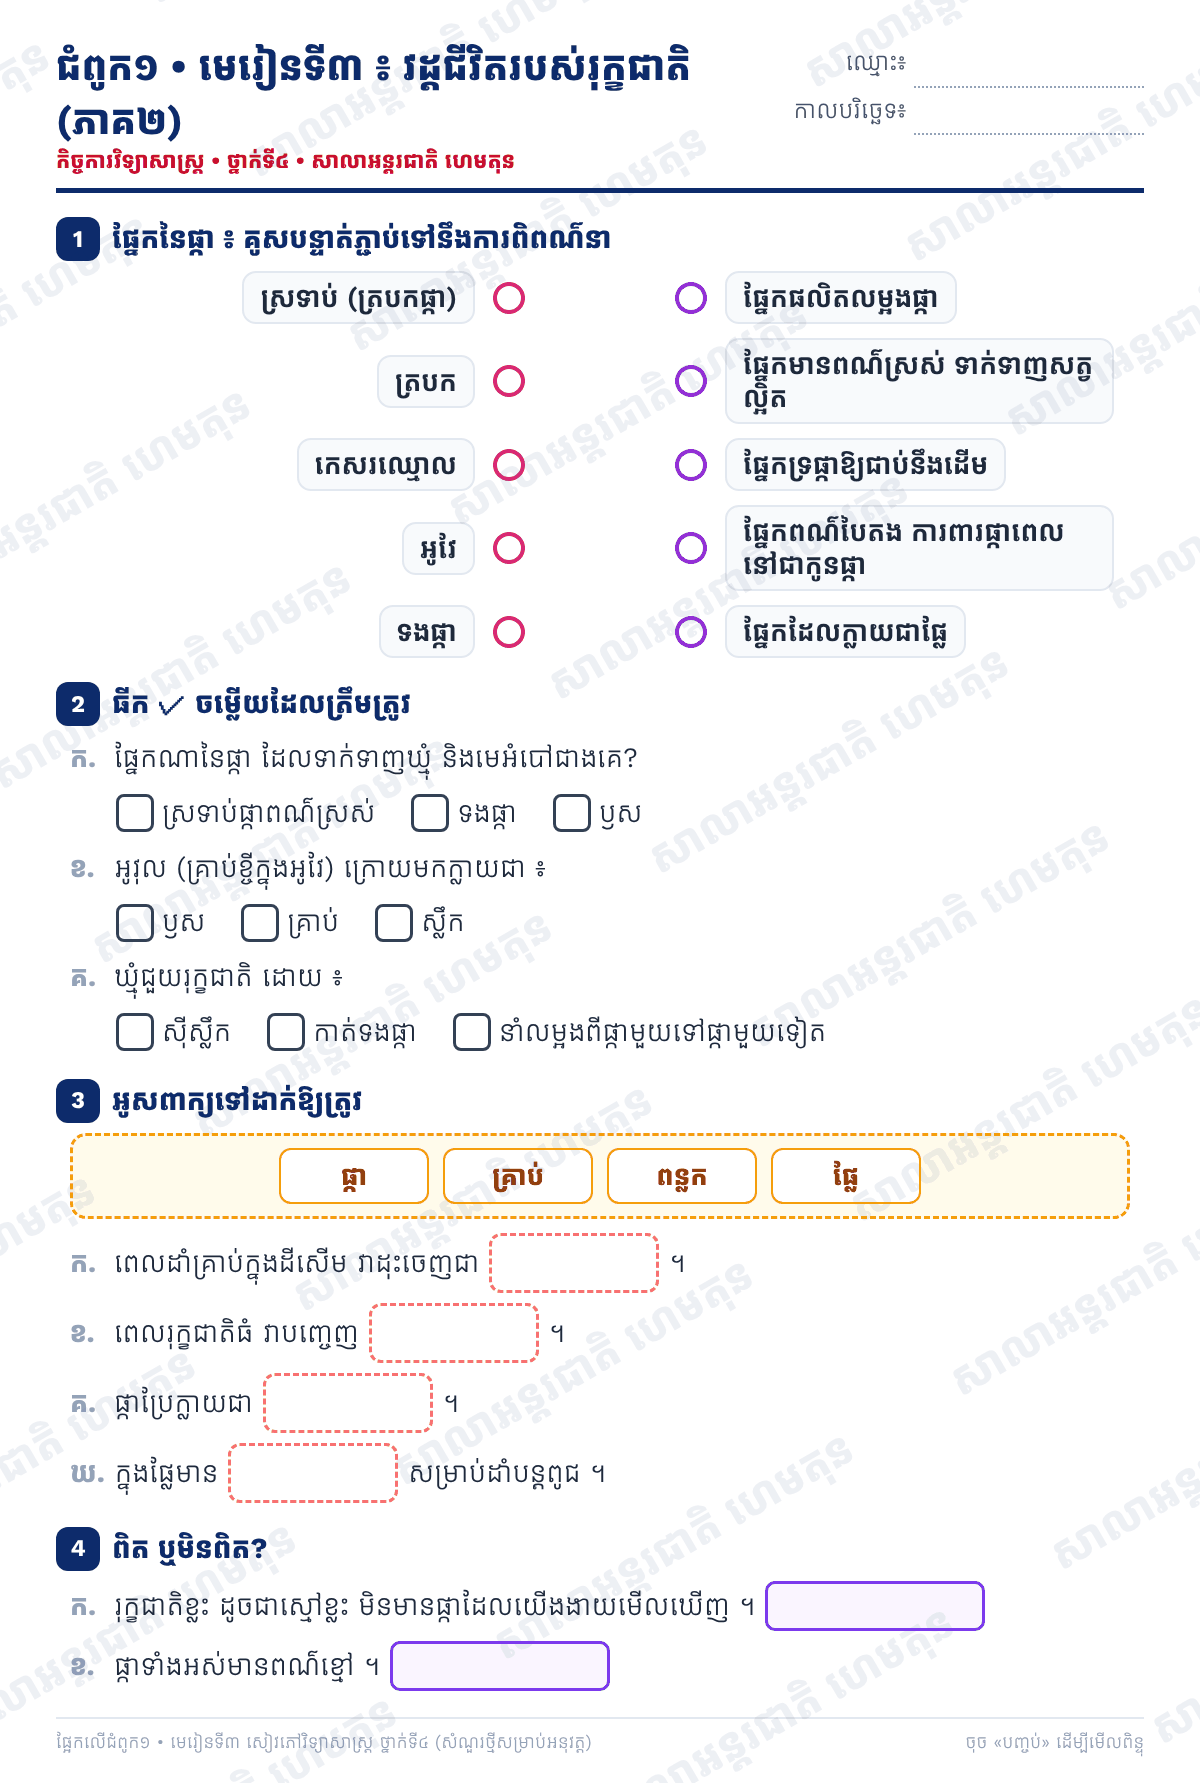 ជំពូក១ • មេរៀនទី៣ ៖ វដ្តជីវិតរបស់រុក្ខជាតិ
(ភាគ២)
ឈ្មោះ៖
កាលបរិច្ឆេទ៖
កិច្ចការវិទ្យាសាស្ត្រ • ថ្នាក់ទី៤ • សាលាអន្តរជាតិ ហេមតុន
1 ផ្នែកនៃផ្កា ៖ គូសបន្ទាត់ភ្ជាប់ទៅនឹងការពិពណ៌នា
ស្រទាប់ (ត្របកផ្កា) ផ្នែកផលិតលម្អងផ្កា
ត្របក ផ្នែកមានពណ៌ស្រស់ ទាក់ទាញសត្វ
ល្អិត
កេសរឈ្មោល ផ្នែកទ្រផ្កាឱ្យជាប់នឹងដើម
អូវែ ផ្នែកពណ៌បៃតង ការពារផ្កាពេល
នៅជាកូនផ្កា
ទងផ្កា ផ្នែកដែលក្លាយជាផ្លែ
2 ធីក ✓ ចម្លើយដែលត្រឹមត្រូវ
ក. ផ្នែកណានៃផ្កា ដែលទាក់ទាញឃ្មុំ និងមេអំបៅជាងគេ?
ស្រទាប់ផ្កាពណ៌ស្រស់ ទងផ្កា ឫស
ខ. អូវុល (គ្រាប់ខ្ចីក្នុងអូវែ) ក្រោយមកក្លាយជា ៖
ឫស គ្រាប់ ស្លឹក
គ. ឃ្មុំជួយរុក្ខជាតិ ដោយ ៖
ស៊ីស្លឹក កាត់ទងផ្កា នាំលម្អងពីផ្កាមួយទៅផ្កាមួយទៀត
3 អូសពាក្យទៅដាក់ឱ្យត្រូវ
ផ្កា គ្រាប់ ពន្លក ផ្លែ
ក. ពេលដាំគ្រាប់ក្នុងដីសើម វាដុះចេញជា ។
ខ. ពេលរុក្ខជាតិធំ វាបញ្ចេញ ។
គ. ផ្កាប្រែក្លាយជា ។
ឃ. ក្នុងផ្លែមាន សម្រាប់ដាំបន្តពូជ ។
4 ពិត ឬមិនពិត?
ក. រុក្ខជាតិខ្លះ ដូចជាស្មៅខ្លះ មិនមានផ្កាដែលយើងងាយមើលឃើញ ។
ខ. ផ្កាទាំងអស់មានពណ៌ខ្មៅ ។
ផ្អែកលើជំពូក១ • មេរៀនទី៣ សៀវភៅវិទ្យាសាស្ត្រ ថ្នាក់ទី៤ (សំណួរថ្មីសម្រាប់អនុវត្ត)
ចុច «បញ្ចប់» ដើម្បីមើលពិន្ទុ